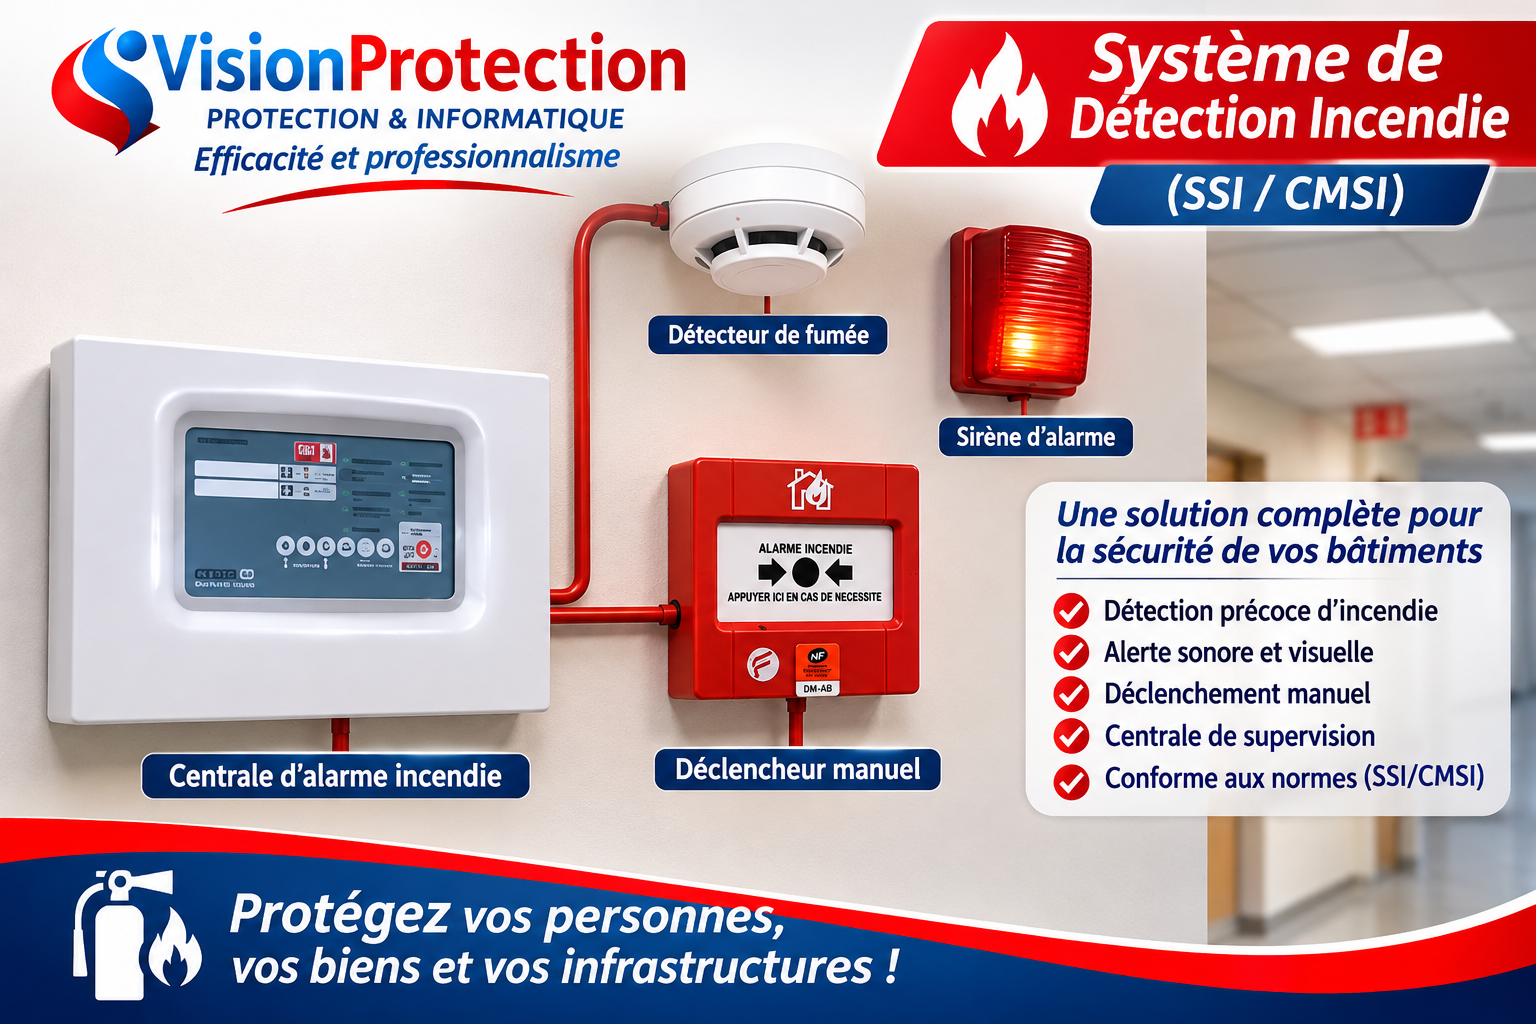 VisionProtection
PROTECTION & INFORMATIQUE
Efficacité et professionnalisme
Système de
Détection Incendie
(SSI / CMSI)
Détecteur de fumée
Sirène d'alarme
ALARME INCENDIE
APPUYER ICI EN CAS DE NECESSITE
NF
DM-AB
Centrale d'alarme incendie
Déclencheur manuel
Une solution complète pour
la sécurité de vos bâtiments
Détection précoce d'incendie
Alerte sonore et visuelle
Déclenchement manuel
Centrale de supervision
Conforme aux normes (SSI/CMSI)
Protégez vos personnes,
vos biens et vos infrastructures !